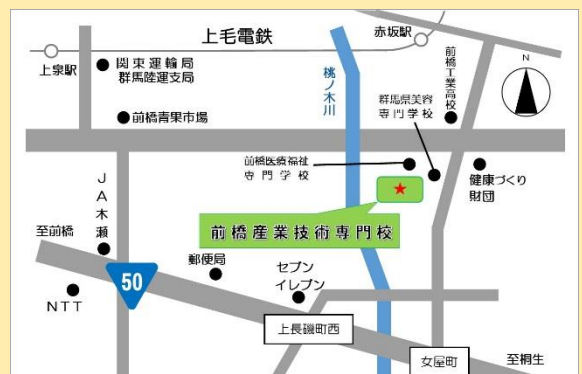 上毛電鉄
赤坂駅
上泉駅
関東運輸局
群馬陸運支局
前橋青果市場
桃ノ木川
前橋工業高校
N
群馬県美容
専門学校
前橋医療福祉
専門学校
健康づくり
財団
JA木瀬
至前橋
前橋産業技術専門校
50
郵便局
セブン
イレブン
NTT
上長磯町西
女屋町
至桐生